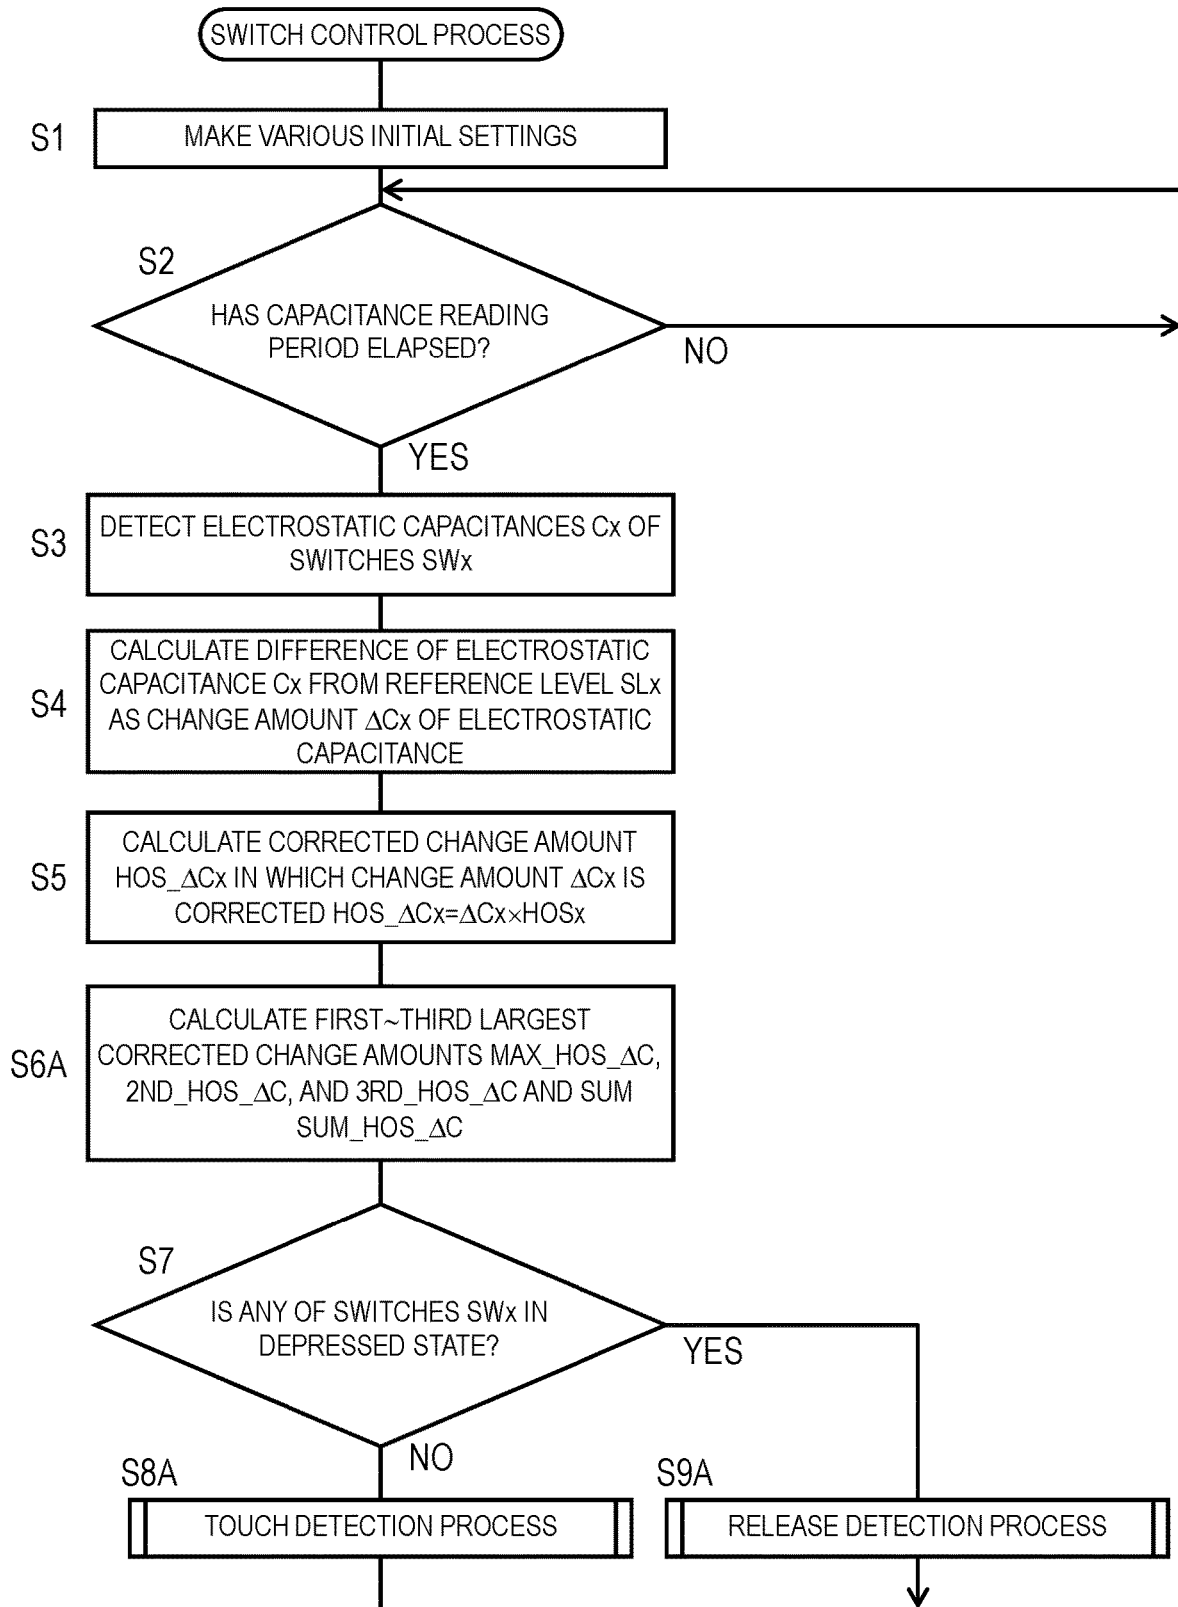 SWITCH CONTROL PROCESS
S1
MAKE VARIOUS INITIAL SETTINGS
S2
HAS CAPACITANCE READING
PERIOD ELAPSED?
NO
YES
S3
DETECT ELECTROSTATIC CAPACITANCES Cx OF
SWITCHES SWx
S4
CALCULATE DIFFERENCE OF ELECTROSTATIC
CAPACITANCE Cx FROM REFERENCE LEVEL SLx
AS CHANGE AMOUNT ΔCx OF ELECTROSTATIC
CAPACITANCE
S5
CALCULATE CORRECTED CHANGE AMOUNT
HOS_ΔCx IN WHICH CHANGE AMOUNT ΔCx IS
CORRECTED HOS_ΔCx=ΔCx×HOSx
S6A
CALCULATE FIRST~THIRD LARGEST
CORRECTED CHANGE AMOUNTS MAX_HOS_ΔC,
2ND_HOS_ΔC, AND 3RD_HOS_ΔC AND SUM
SUM_HOS_ΔC
S7
IS ANY OF SWITCHES SWx IN
DEPRESSED STATE?
YES
NO
S8A
TOUCH DETECTION PROCESS
S9A
RELEASE DETECTION PROCESS